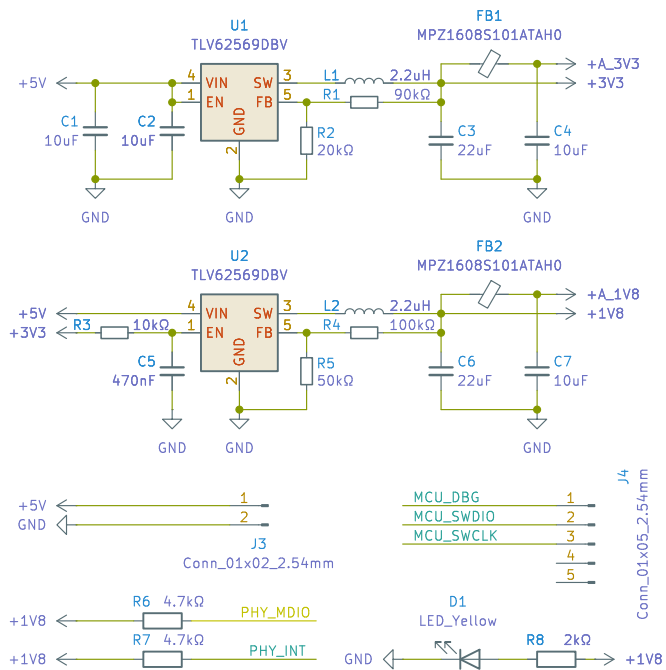 U1
TLV62569DBV
FB1
MPZ1608S101ATAH0
+5V
4 VIN SW 3
1 EN FB 5
GND
2
L1 2.2uH
R1 90kΩ
+A_3V3
+3V3
C1
10uF
C2
10uF
R2
20kΩ
C3
22uF
C4
10uF
GND
GND
GND
U2
TLV62569DBV
FB2
MPZ1608S101ATAH0
+5V
+3V3
R3 10kΩ
4 VIN SW 3
1 EN FB 5
GND
2
L2 2.2uH
R4 100kΩ
+A_1V8
+1V8
C5
470nF
R5
50kΩ
C6
22uF
C7
10uF
GND
GND
GND
+5V 1
GND 2
J3
Conn_01x02_2.54mm
MCU_DBG 1
MCU_SWDIO 2
MCU_SWCLK 3
4
5
J4
Conn_01x05_2.54mm
R6 4.7kΩ PHY_MDIO
+1V8
R7 4.7kΩ PHY_INT
+1V8
D1
LED_Yellow
GND
R8 2kΩ
+1V8